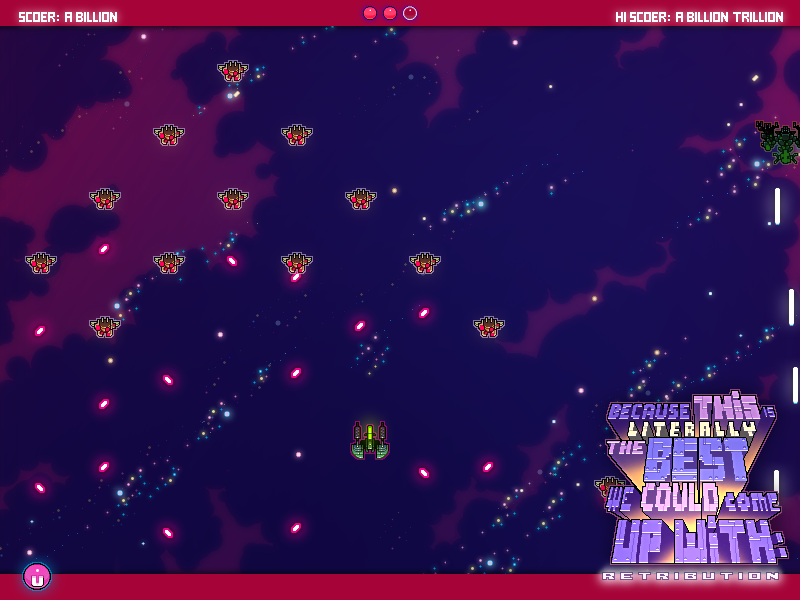 SCOER: A BILLION
HI SCOER: A BILLION TRILLION
BECAUSE THIS IS
LITERALLY
THE BEST
WE COULD COME
UP WITH:
RETRIBUTION